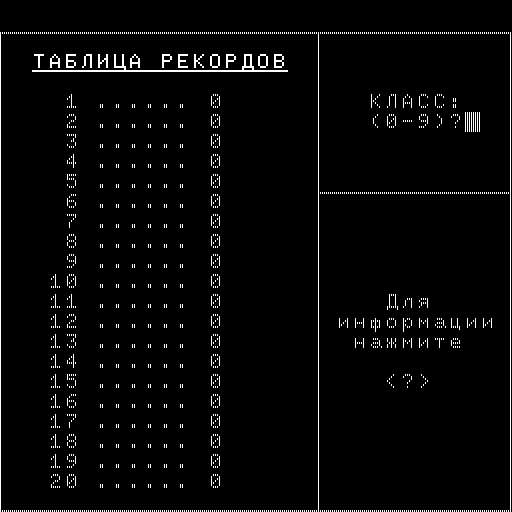 ТАБЛИЦА РЕКОРДОВ
1 ...... 0
2 ...... 0
3 ...... 0
4 ...... 0
5 ...... 0
6 ...... 0
7 ...... 0
8 ...... 0
9 ...... 0
10 ...... 0
11 ...... 0
12 ...... 0
13 ...... 0
14 ...... 0
15 ...... 0
16 ...... 0
17 ...... 0
18 ...... 0
19 ...... 0
20 ...... 0
КЛАСС:
(0-9)?
Для
информации
нажмите
<?>